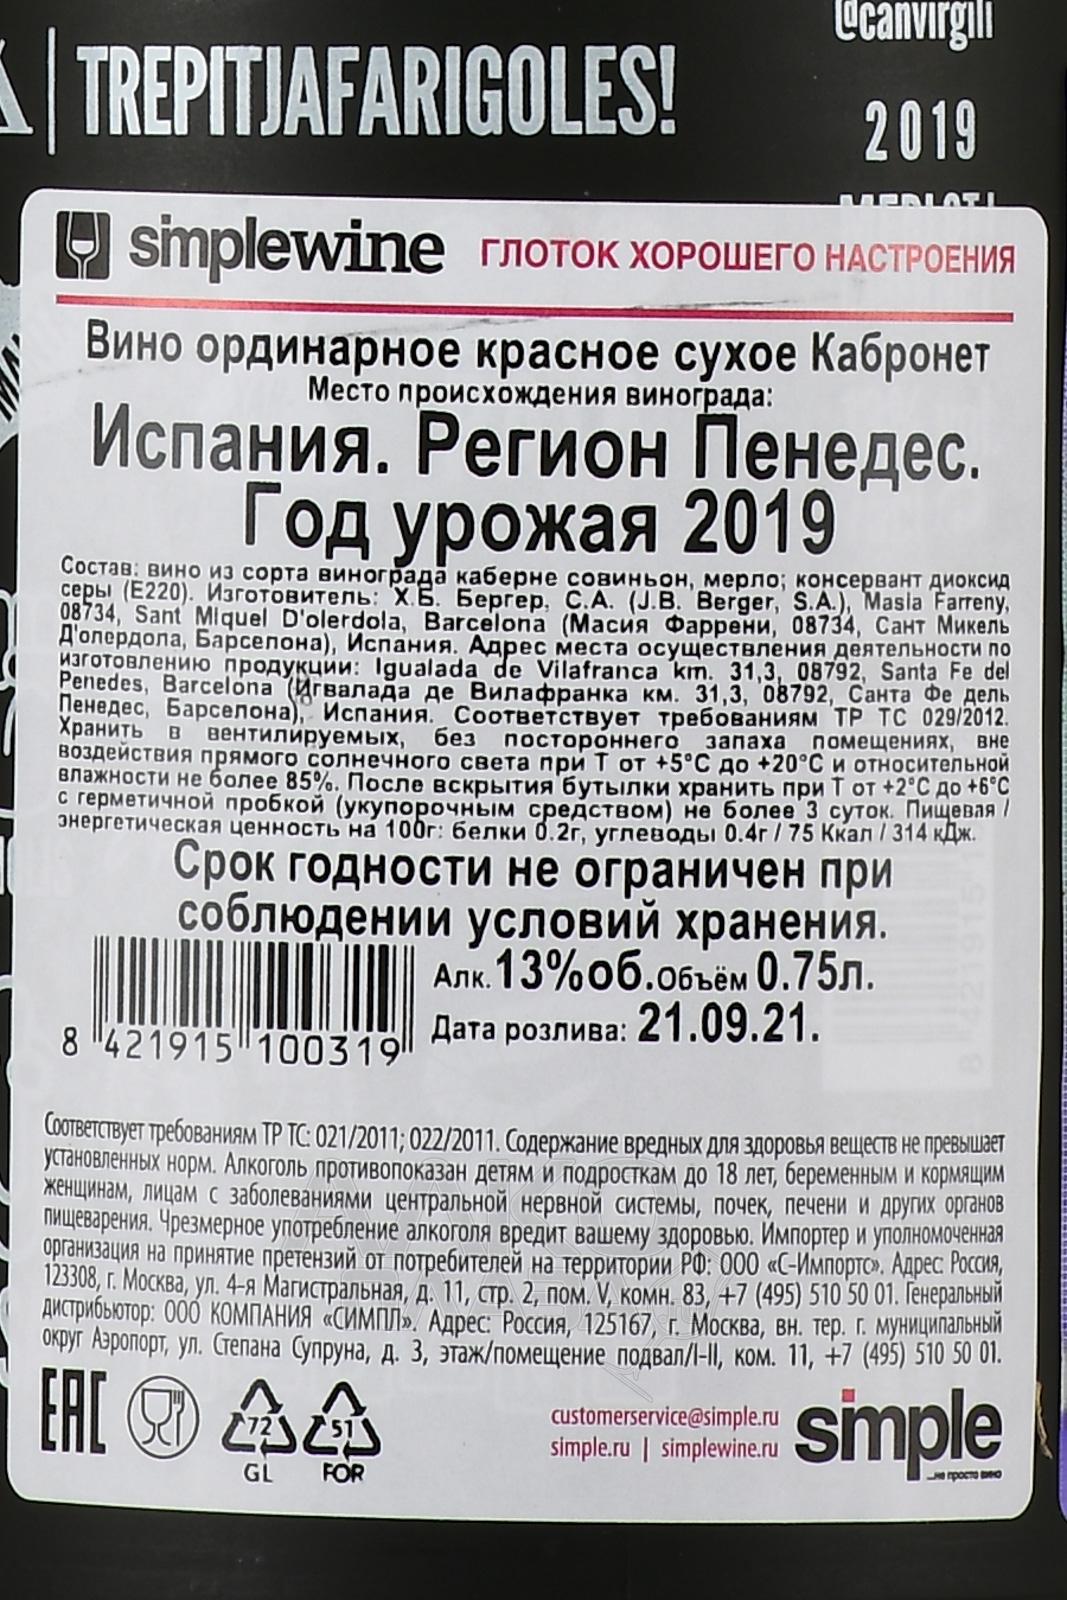 @canvirgili
TREPITJAFARIGOLES!
2019
MERLOT I
simplewine ГЛОТОК ХОРОШЕГО НАСТРОЕНИЯ
Вино ординарное красное сухое Кабронет
Место происхождения винограда:
Испания. Регион Пенедес.
Год урожая 2019
Состав: вино из сорта винограда каберне совиньон, мерло; консервант диоксид
серы (Е220). Изготовитель: Х.Б. Бергер, С.А. (J.B. Berger, S.A.), Masia Farreny,
08734, Sant Miquel D'olerdola, Barcelona (Масия Фаррени, 08734, Сант Микель
Д'олердола, Барселона), Испания. Адрес места осуществления деятельности по
изготовлению продукции: Igualada de Vilafranca km. 31,3, 08792, Santa Fe del
Penedes, Barcelona (Игвалада де Вилафранка км. 31,3, 08792, Санта Фе дель
Пенедес, Барселона), Испания. Соответствует требованиям ТР ТС 029/2012.
Хранить в вентилируемых, без постороннего запаха помещениях, вне
воздействия прямого солнечного света при Т от +5°С до +20°С и относительной
влажности не более 85%. После вскрытия бутылки хранить при Т от +2°С до +6°С
с герметичной пробкой (укупорочным средством) не более 3 суток. Пищевая /
энергетическая ценность на 100г: белки 0.2г, углеводы 0.4г / 75 Ккал / 314 кДж.
Срок годности не ограничен при
соблюдении условий хранения.
Алк. 13%об. Объём 0.75л.
Дата розлива: 21.09.21.
8 421915 100319
Соответствует требованиям ТР ТС: 021/2011; 022/2011. Содержание вредных для здоровья веществ не превышает
установленных норм. Алкоголь противопоказан детям и подросткам до 18 лет, беременным и кормящим
женщинам, лицам с заболеваниями центральной нервной системы, почек, печени и других органов
пищеварения. Чрезмерное употребление алкоголя вредит вашему здоровью. Импортер и уполномоченная
организация на принятие претензий от потребителей на территории РФ: ООО «С-Импортс». Адрес: Россия,
123308, г. Москва, ул. 4-я Магистральная, д. 11, стр. 2, пом. V, комн. 83, +7 (495) 510 50 01. Генеральный
дистрибьютор: ООО КОМПАНИЯ «СИМПЛ». Адрес: Россия, 125167, г. Москва, вн. тер. г. муниципальный
округ Аэропорт, ул. Степана Супруна, д. 3, этаж/помещение подвал/I-II, ком. 11, +7 (495) 510 50 01.
EAC
72
GL
51
FOR
customerservice@simple.ru
simple.ru | simplewine.ru
simple
...не просто вино